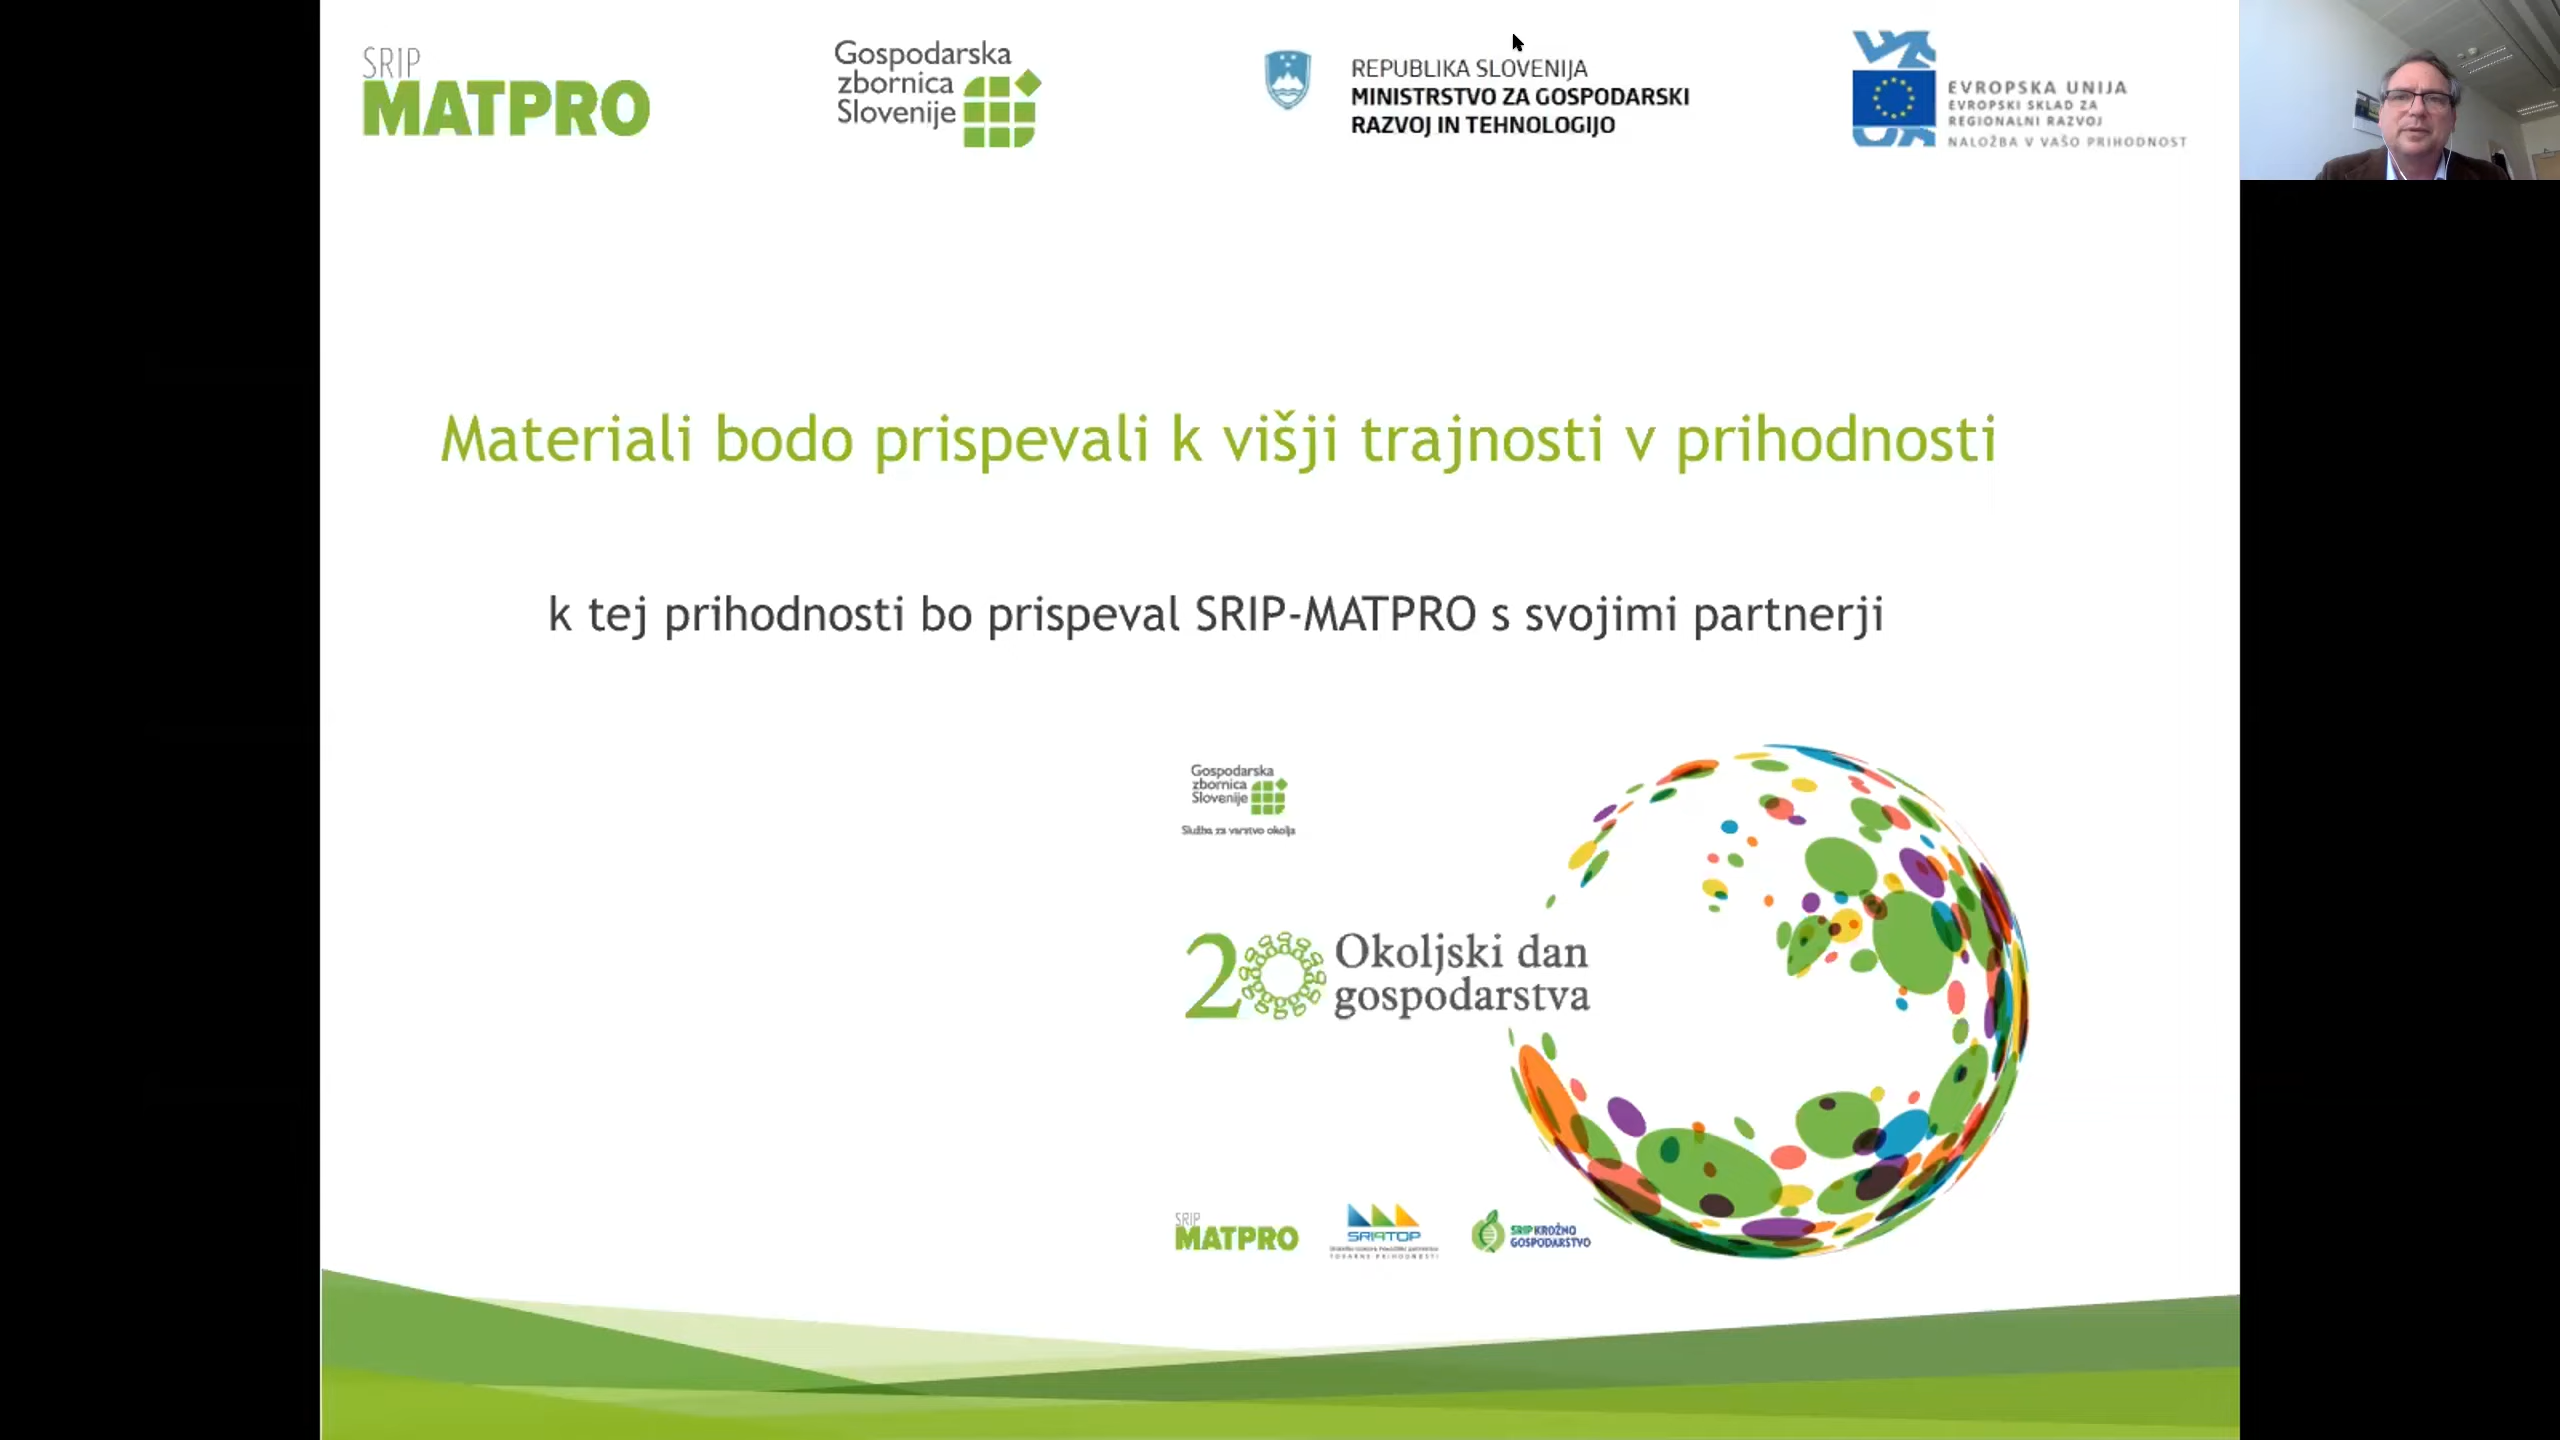 SRIP
MATPRO
Gospodarska
zbornica
Slovenije
REPUBLIKA SLOVENIJA
MINISTRSTVO ZA GOSPODARSKI
RAZVOJ IN TEHNOLOGIJO
EVROPSKA UNIJA
EVROPSKI SKLAD ZA
REGIONALNI RAZVOJ
NALOŽBA V VAŠO PRIHODNOST
Materiali bodo prispevali k višji trajnosti v prihodnosti
k tej prihodnosti bo prispeval SRIP-MATPRO s svojimi partnerji
Gospodarska
zbornica
Slovenije
Služba za varstvo okolja
20 Okoljski dan
gospodarstva
SRIP
MATPRO
SRIP KROŽNO
GOSPODARSTVO